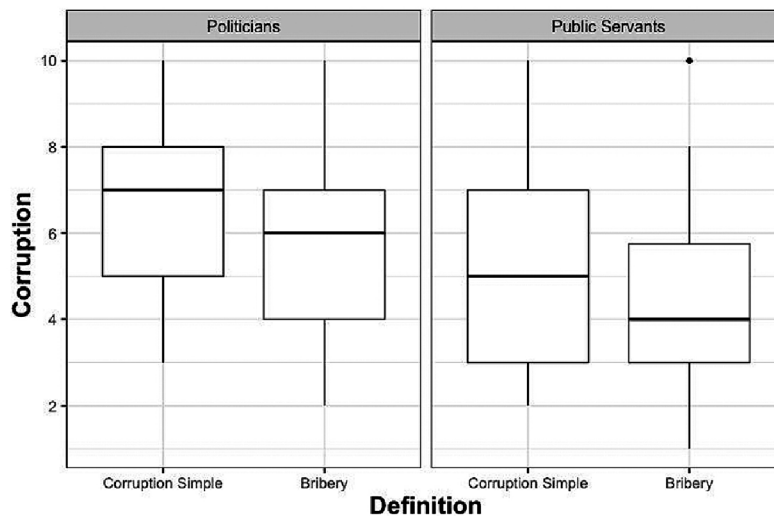 Politicians
Public Servants
Corruption
10
8
6
4
2
Corruption Simple
Bribery
Corruption Simple
Bribery
Definition